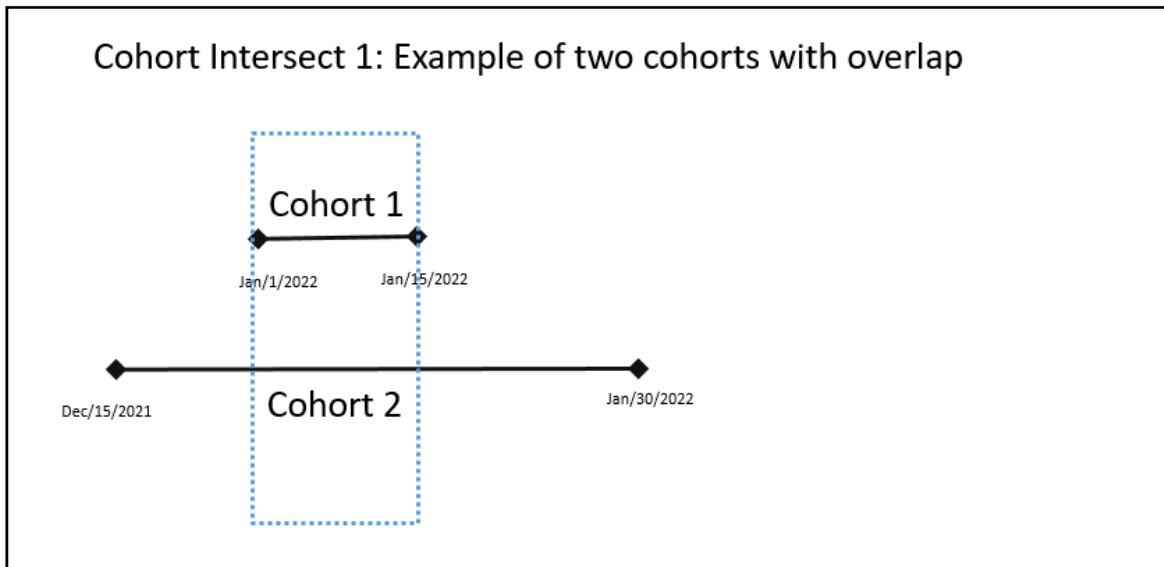 Cohort Intersect 1: Example of two cohorts with overlap
Cohort 1
Jan/1/2022
Jan/15/2022
Dec/15/2021
Cohort 2
Jan/30/2022